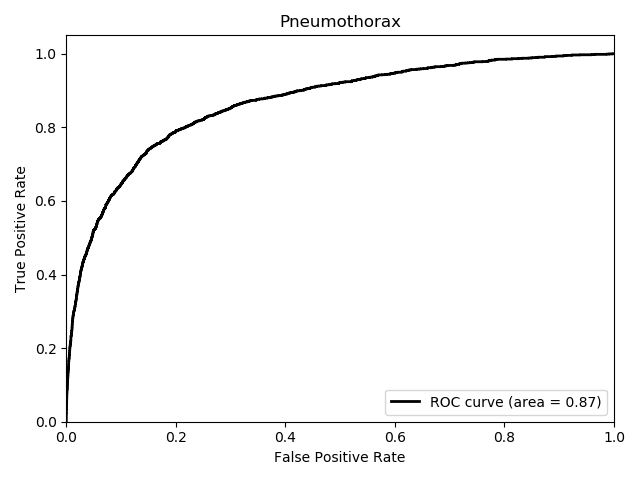 Pneumothorax
1.0
0.8
0.6
0.4
0.2
0.0
True Positive Rate
ROC curve (area = 0.87)
0.0 0.2 0.4 0.6 0.8 1.0
False Positive Rate